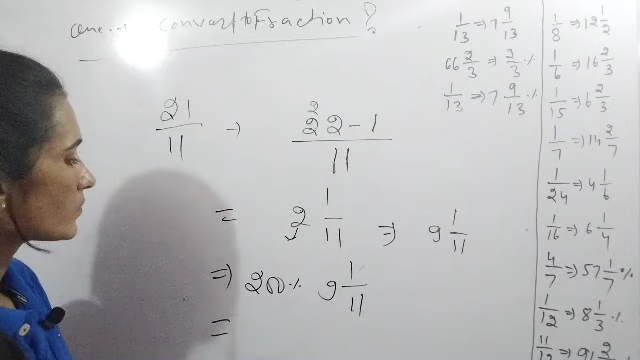 Convert to Fraction ?
21/11 → 2 22-1/11
= 2 1/11 ⇒ 9 1/11
⇒ 200% 9 1/11
=
1/13 ⇒ 7 9/13
66 2/3 ⇒ 2/3 %
1/13 ⇒ 7 9/13 %
1/8 ⇒ 12 1/2
1/6 ⇒ 16 2/3
1/15 ⇒ 6 2/3
1/7 ⇒ 14 2/7
1/24 ⇒ 4 1/6
1/16 ⇒ 6 1/4
4/7 ⇒ 57 1/7 %
1/12 ⇒ 8 1/3 %